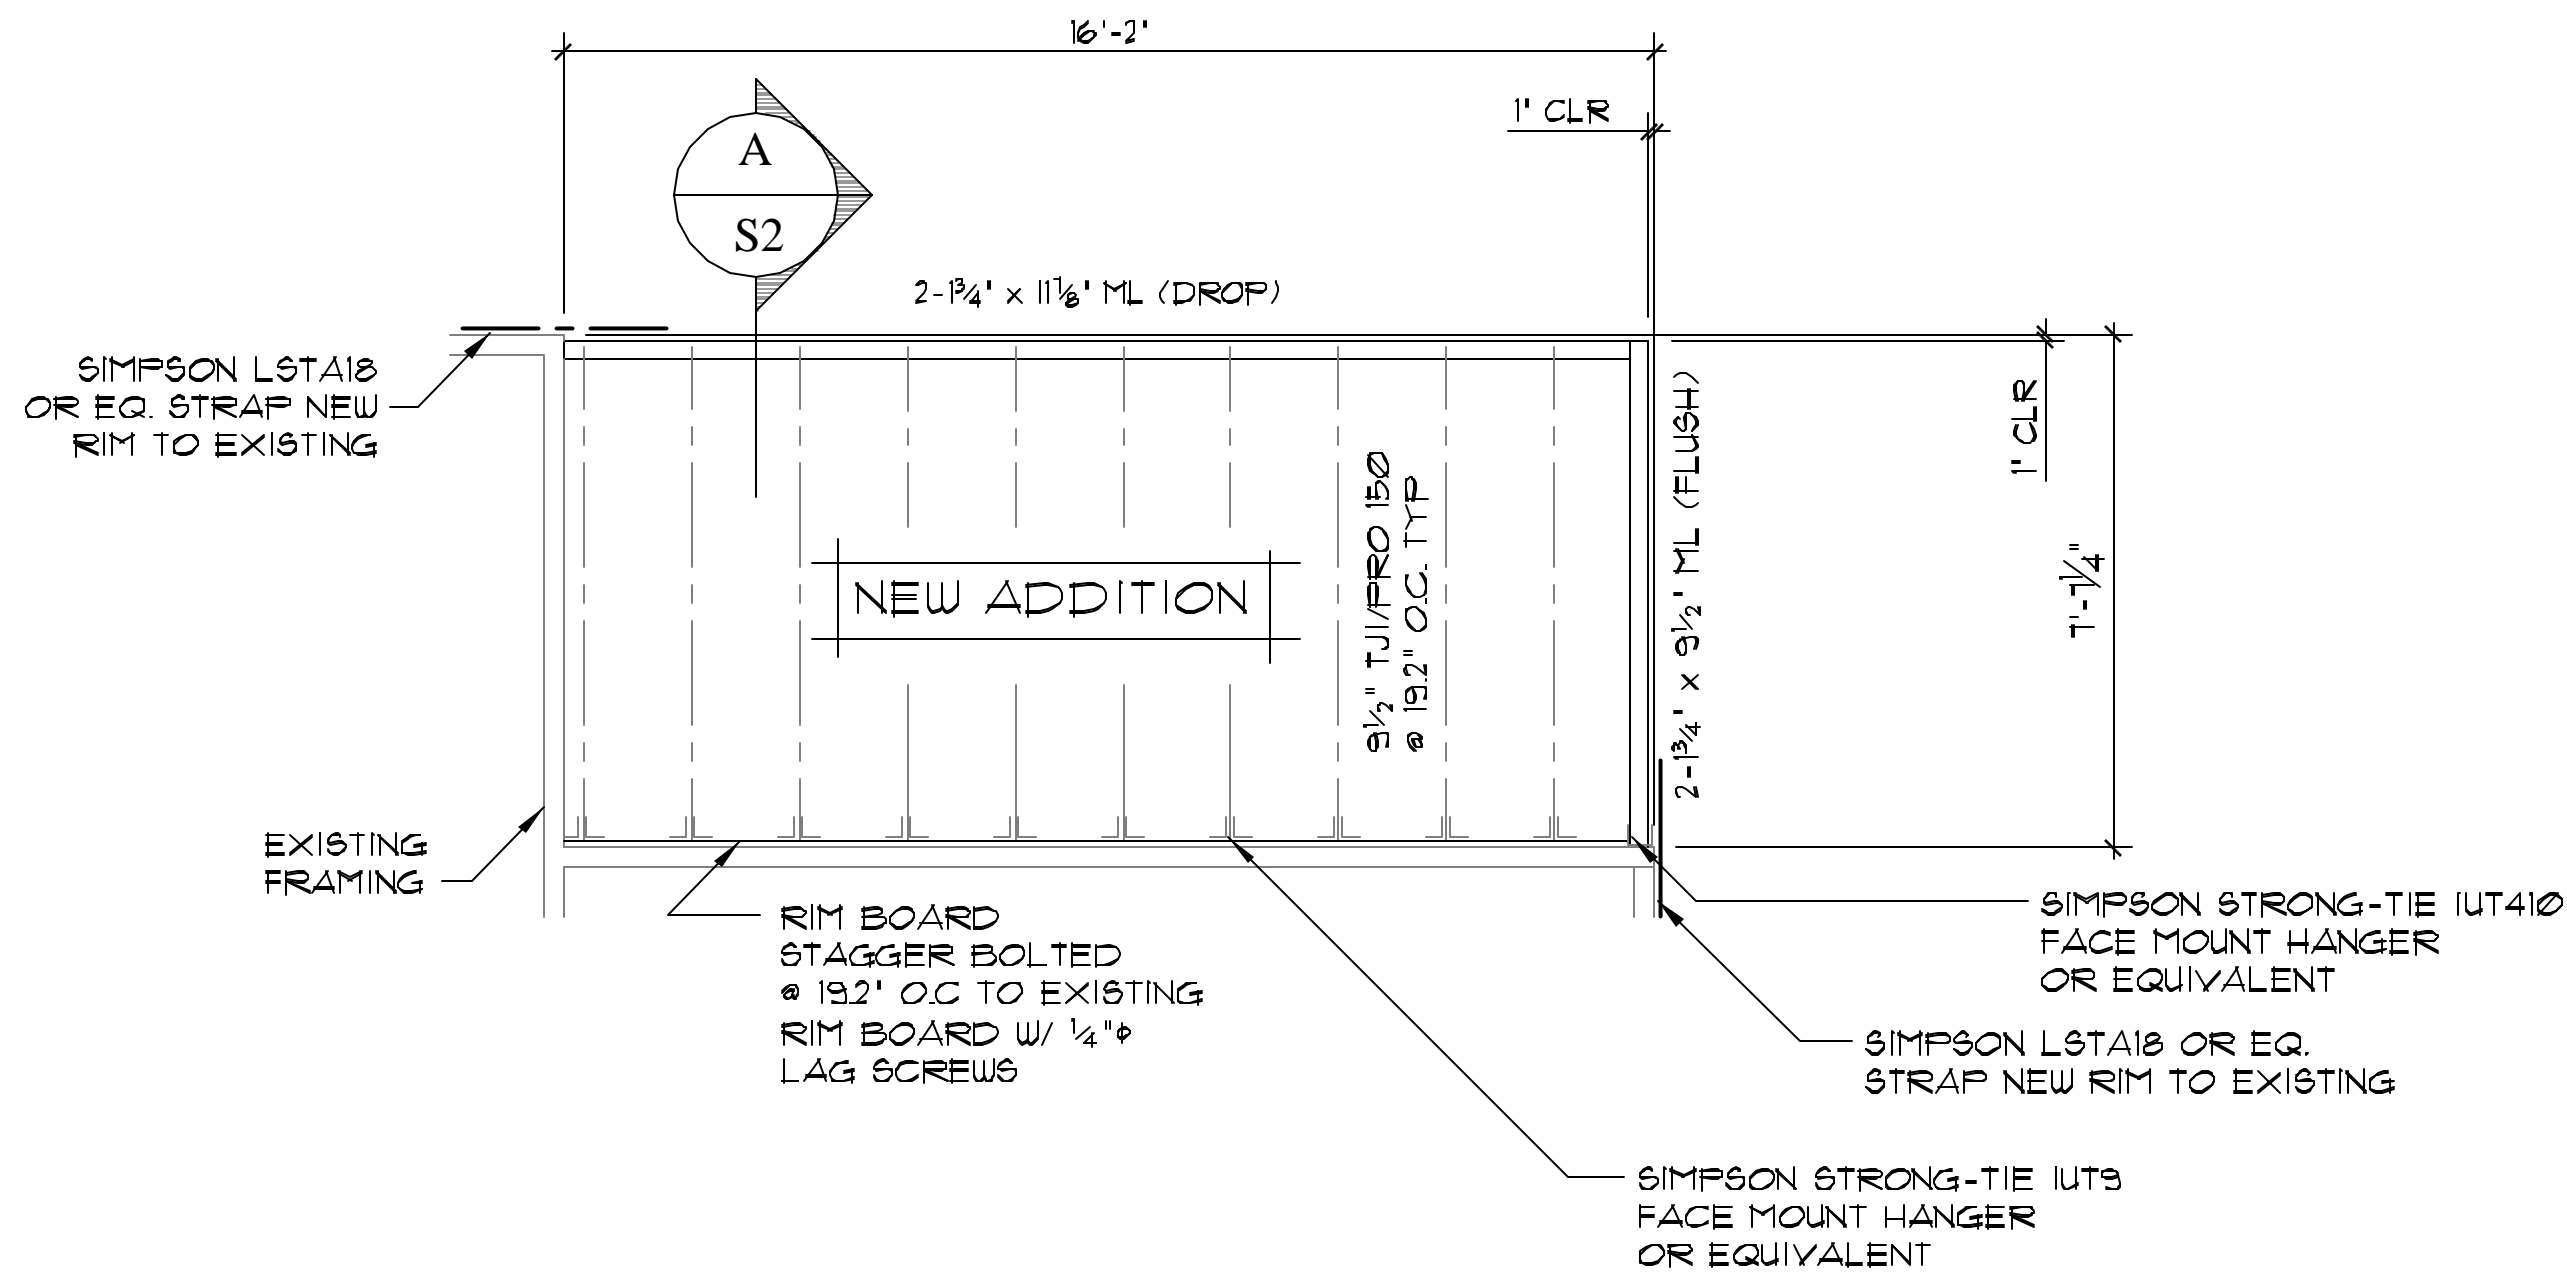 16'-2"
1" CLR
A
S2
2-1¾" x 11⅞" ML (DROP)
SIMPSON LSTA18
OR EQ. STRAP NEW
RIM TO EXISTING
1" CLR
2-1¾" x 9½" ML (FLUSH)
9½" TJI/PRO 150
@ 19.2" O.C. TYP
7'-7¼"
NEW ADDITION
EXISTING
FRAMING
RIM BOARD
STAGGER BOLTED
@ 19.2" O.C TO EXISTING
RIM BOARD W/ ¼"ϕ
LAG SCREWS
SIMPSON STRONG-TIE IUT410
FACE MOUNT HANGER
OR EQUIVALENT
SIMPSON LSTA18 OR EQ.
STRAP NEW RIM TO EXISTING
SIMPSON STRONG-TIE IUT9
FACE MOUNT HANGER
OR EQUIVALENT